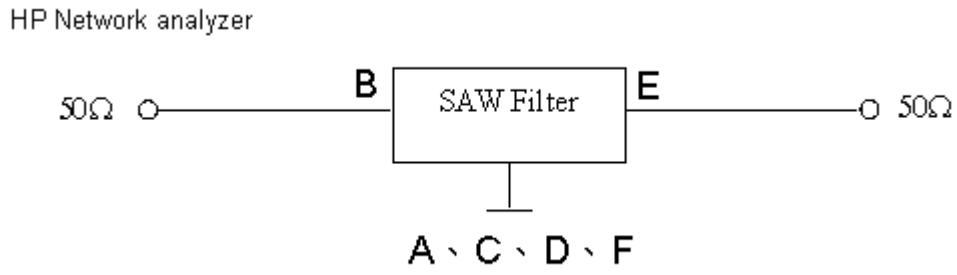 HP Network analyzer
50Ω B SAW Filter E 50Ω
A、C、D、F